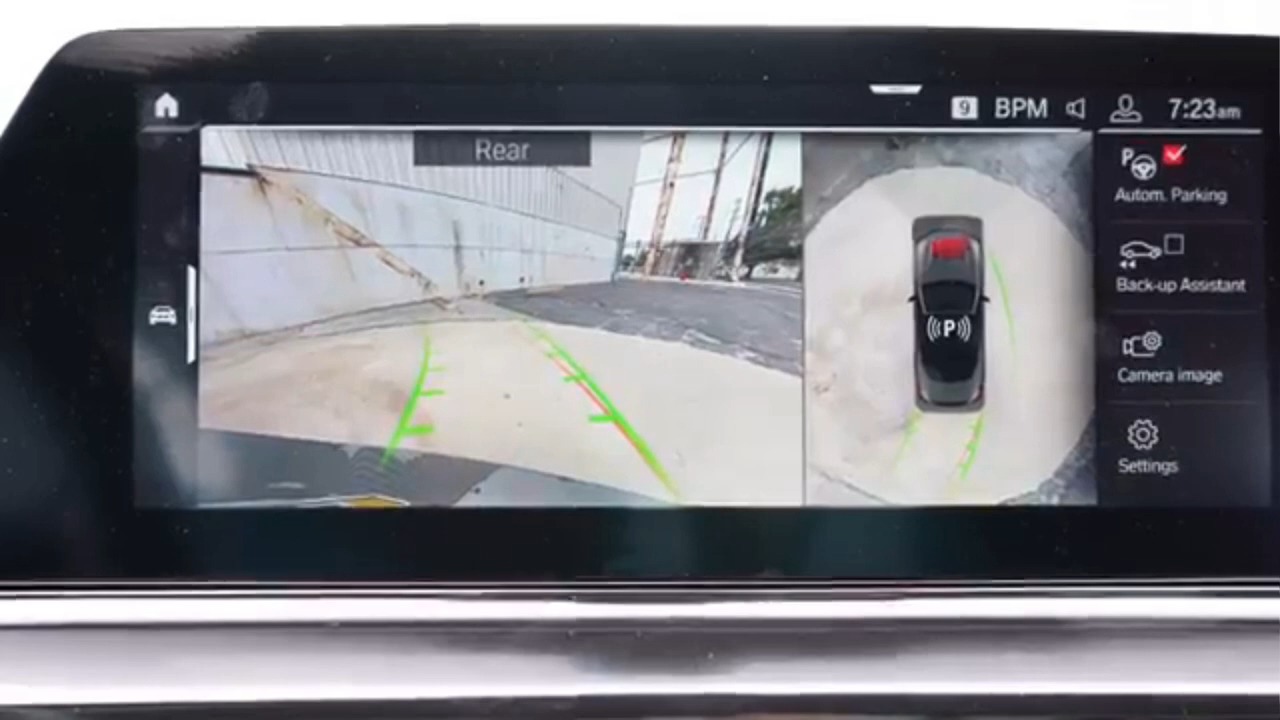 9 BPM 7:23am
Rear
P
Autom. Parking
(((P)))
Back-up Assistant
Camera image
Settings